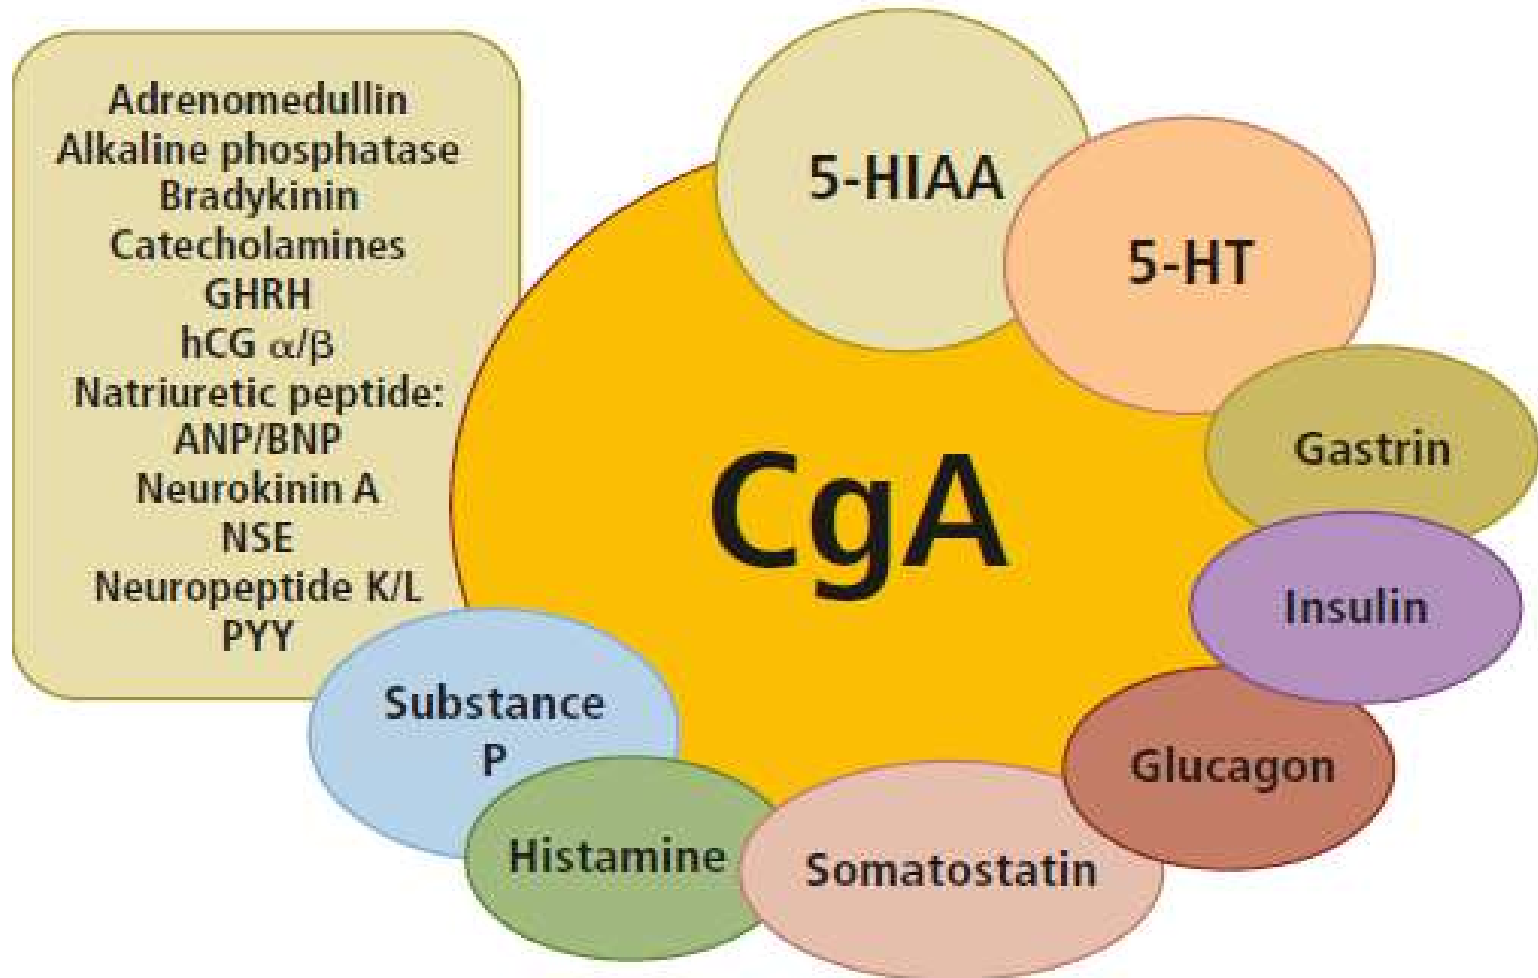 Adrenomedullin
Alkaline phosphatase
Bradykinin
Catecholamines
GHRH
hCG α/β
Natriuretic peptide:
ANP/BNP
Neurokinin A
NSE
Neuropeptide K/L
PYY
5-HIAA
5-HT
Gastrin
CgA
Insulin
Glucagon
Somatostatin
Histamine
Substance
P